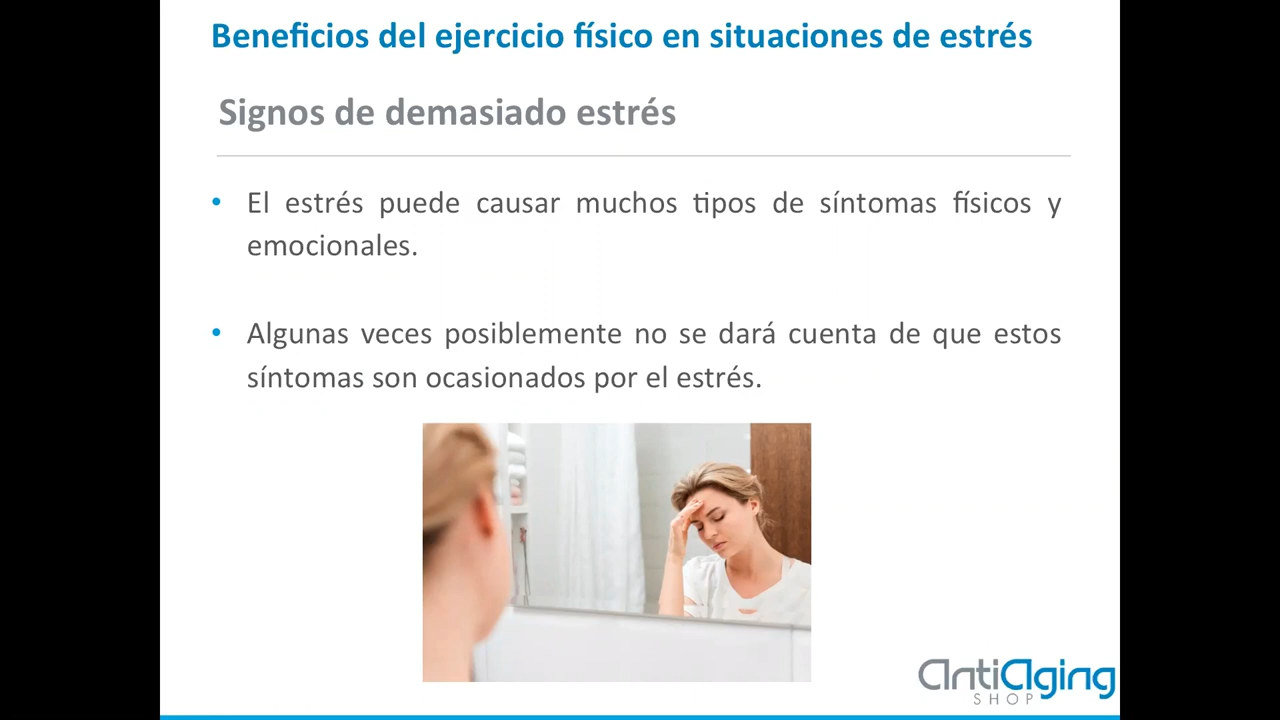 Beneficios del ejercicio físico en situaciones de estrés
Signos de demasiado estrés
• El estrés puede causar muchos tipos de síntomas físicos y
emocionales.
• Algunas veces posiblemente no se dará cuenta de que estos
síntomas son ocasionados por el estrés.
antiAging
SHOP